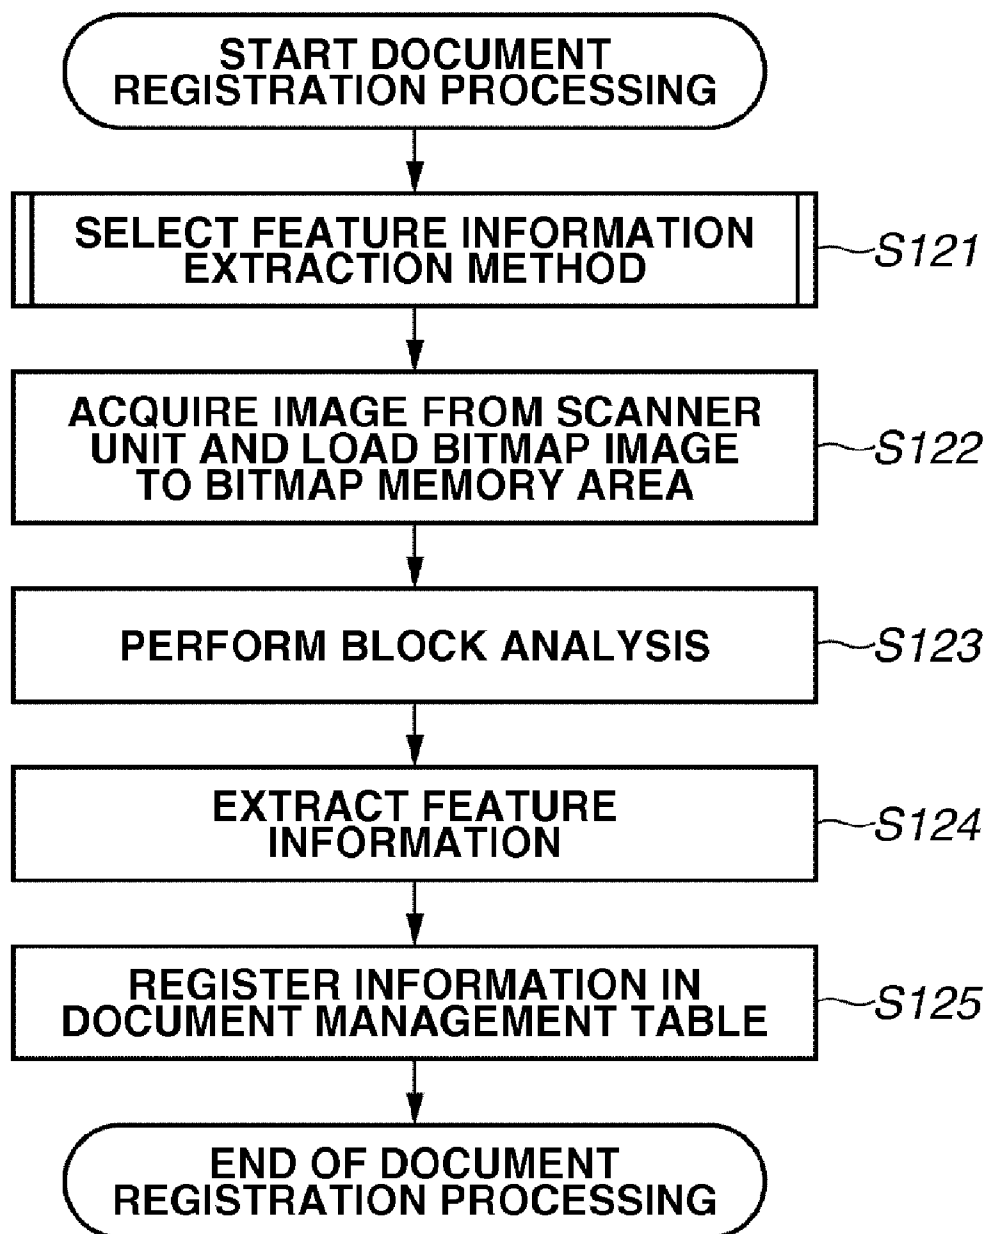 START DOCUMENT
REGISTRATION PROCESSING
SELECT FEATURE INFORMATION
EXTRACTION METHOD
S121
ACQUIRE IMAGE FROM SCANNER
UNIT AND LOAD BITMAP IMAGE
TO BITMAP MEMORY AREA
S122
PERFORM BLOCK ANALYSIS
S123
EXTRACT FEATURE
INFORMATION
S124
REGISTER INFORMATION IN
DOCUMENT MANAGEMENT TABLE
S125
END OF DOCUMENT
REGISTRATION PROCESSING